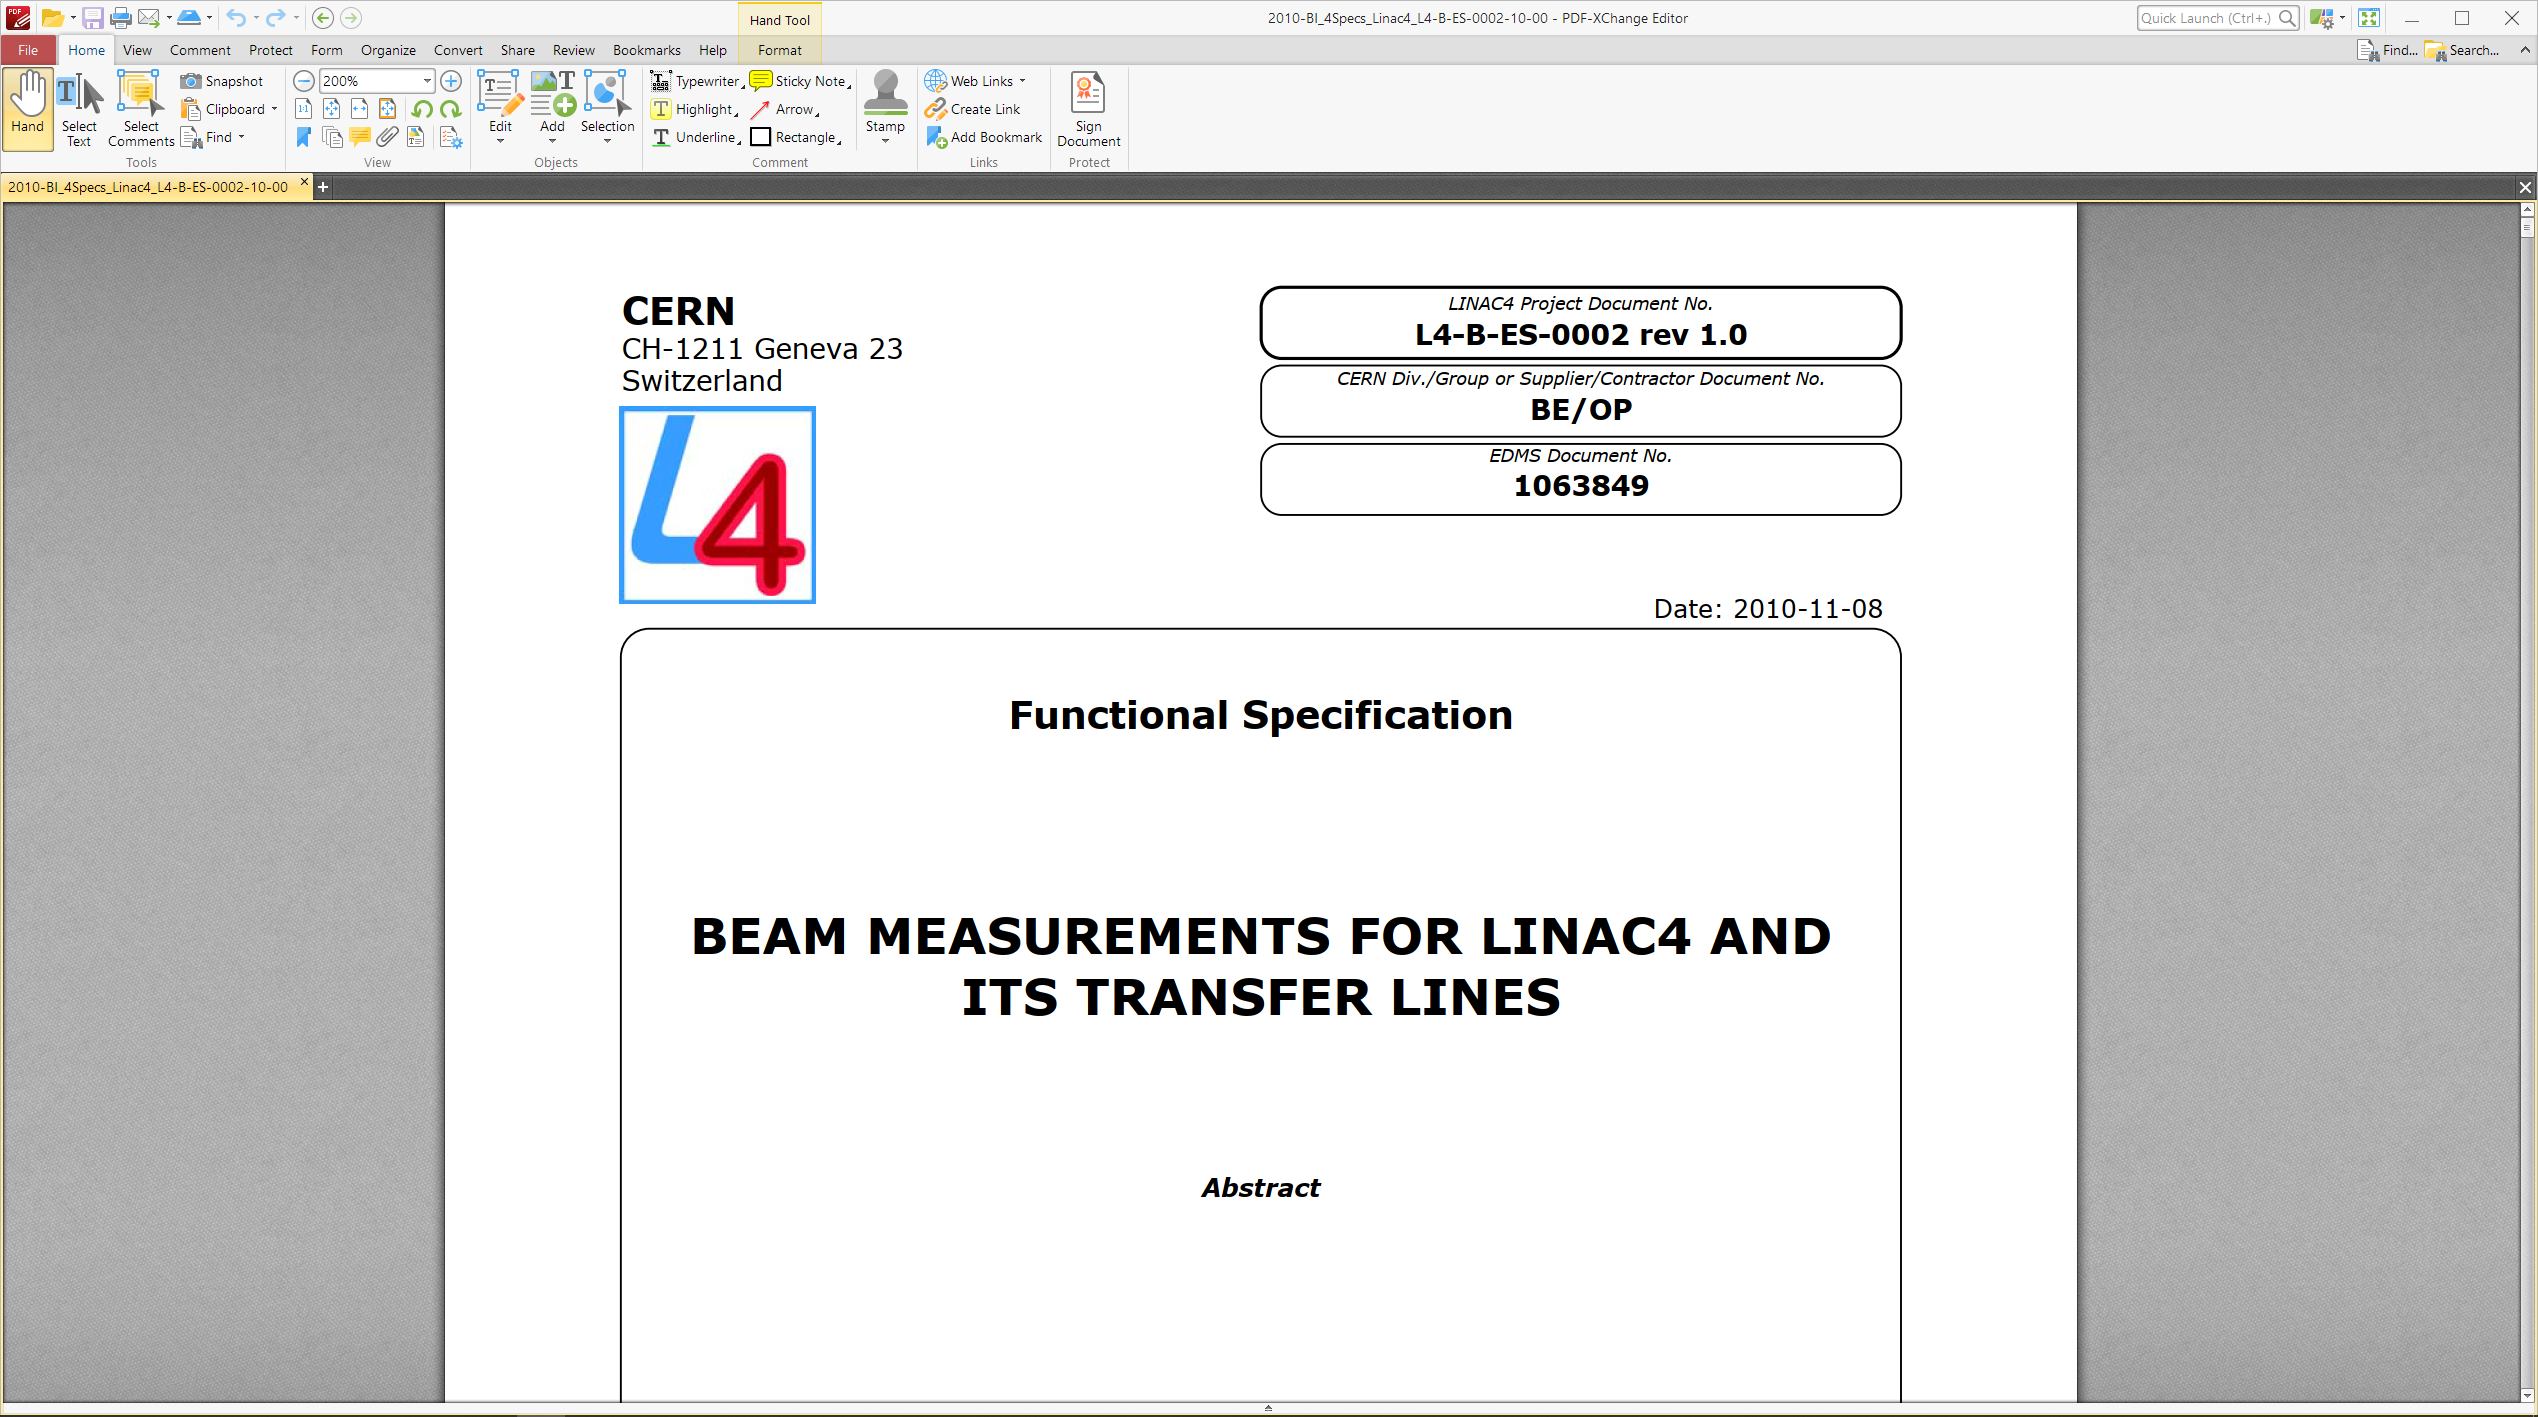 2010-BI_4Specs_Linac4_L4-B-ES-0002-10-00 - PDF-XChange Editor
Hand Tool
Quick Launch (Ctrl+.)
File Home View Comment Protect Form Organize Convert Share Review Bookmarks Help Format
Find... Search...
Hand
Select Text
Select Comments
Snapshot
Clipboard
Find
Tools
200%
View
Edit
Add
Selection
Objects
Typewriter
Sticky Note
Highlight
Arrow
Underline
Rectangle
Stamp
Comment
Web Links
Create Link
Add Bookmark
Links
Sign Document
Protect
2010-BI_4Specs_Linac4_L4-B-ES-0002-10-00
CERN
CH-1211 Geneva 23
Switzerland
L4
LINAC4 Project Document No.
L4-B-ES-0002 rev 1.0
CERN Div./Group or Supplier/Contractor Document No.
BE/OP
EDMS Document No.
1063849
Date: 2010-11-08
Functional Specification
BEAM MEASUREMENTS FOR LINAC4 AND
ITS TRANSFER LINES
Abstract